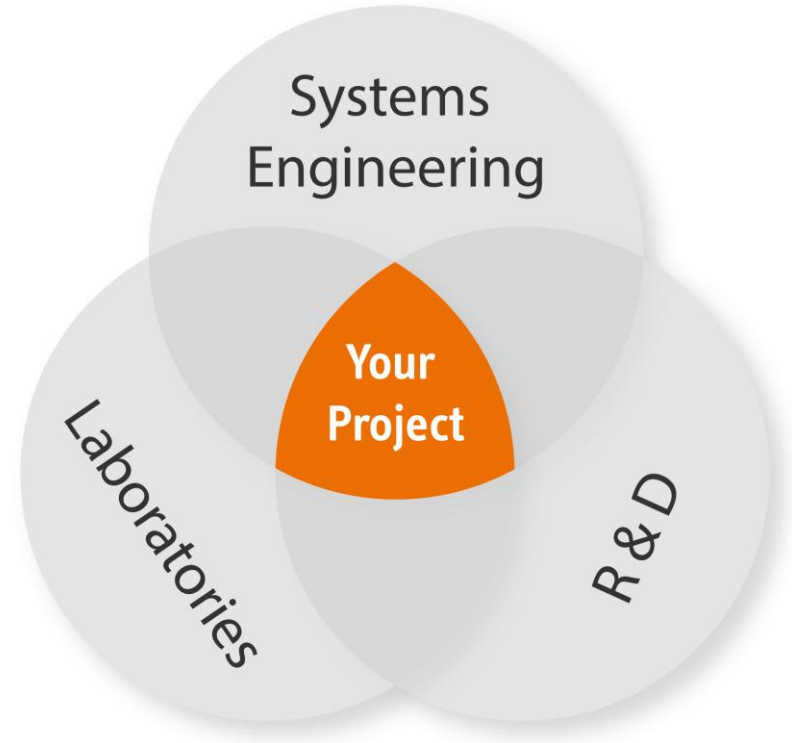 Systems
Engineering
Your
Project
Laboratories
R & D